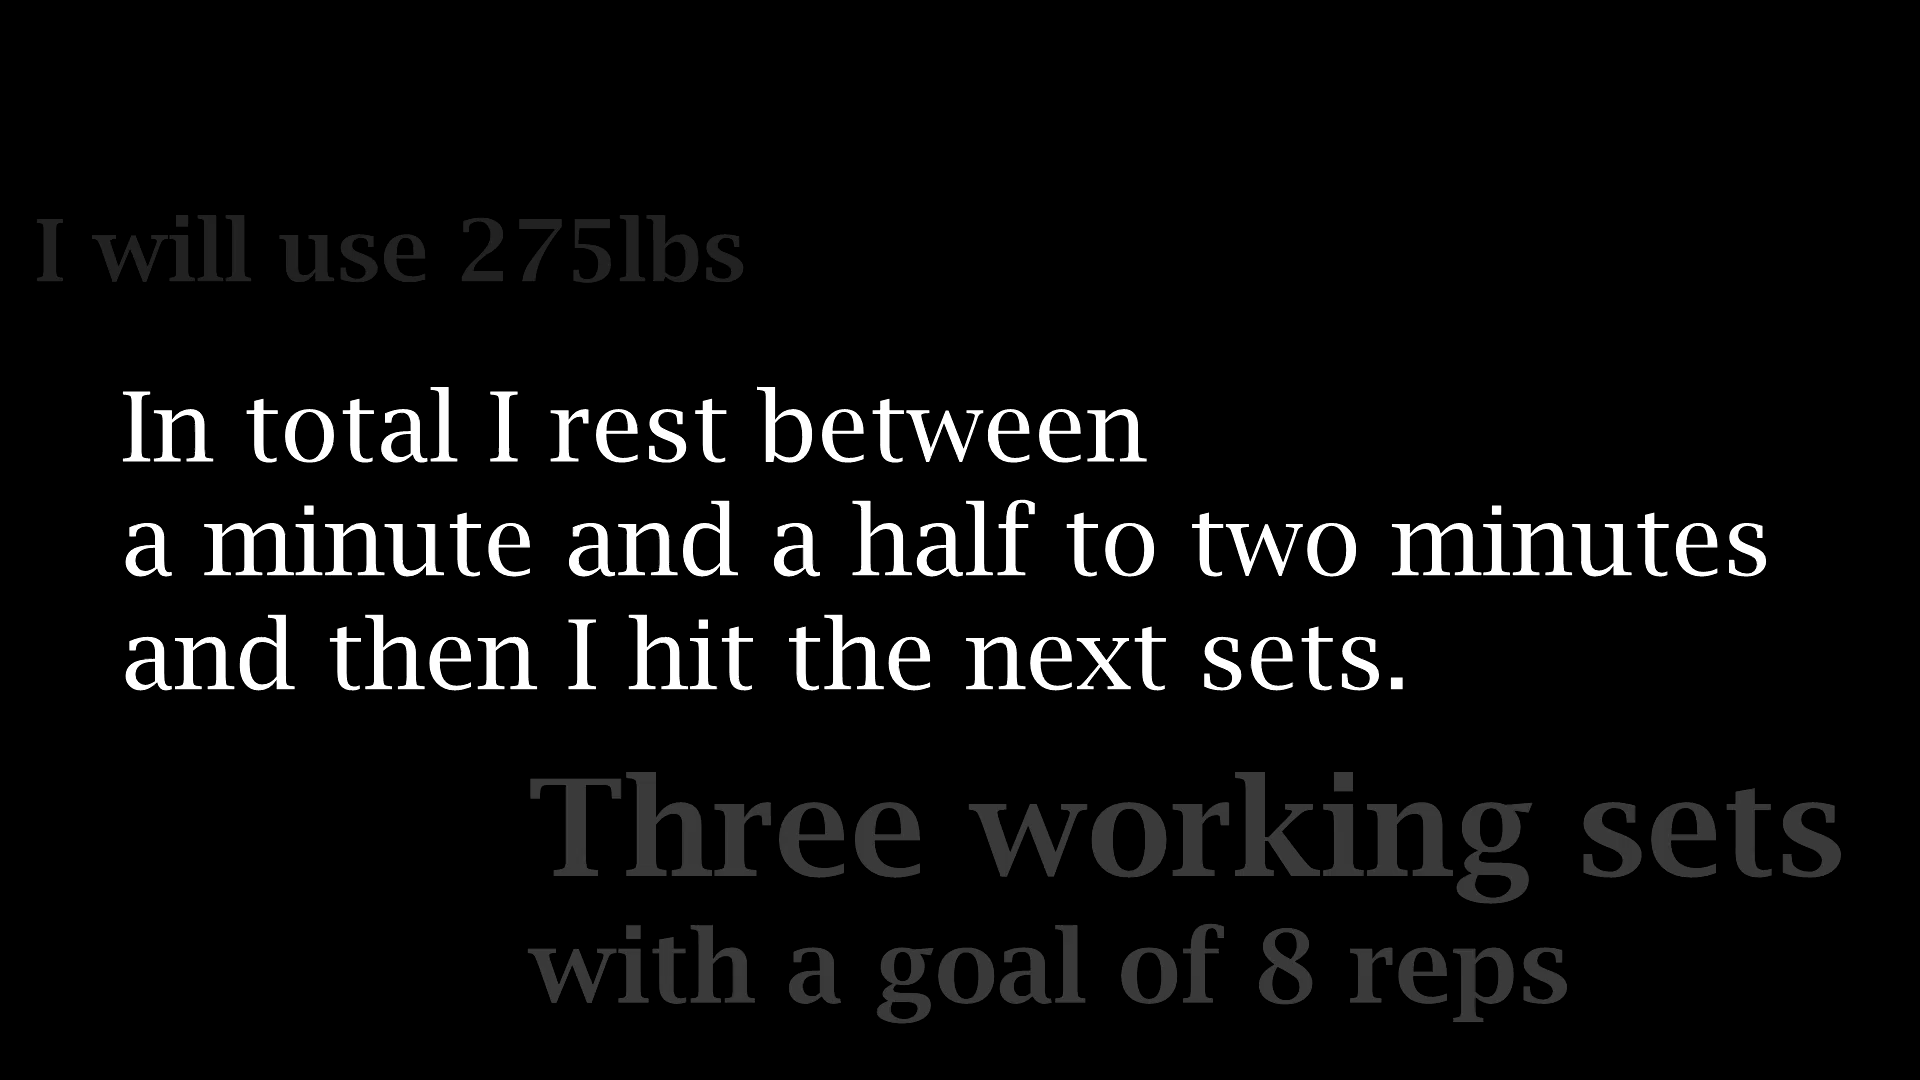 I will use 275lbs
In total I rest between
a minute and a half to two minutes
and then I hit the next sets.
Three working sets
with a goal of 8 reps